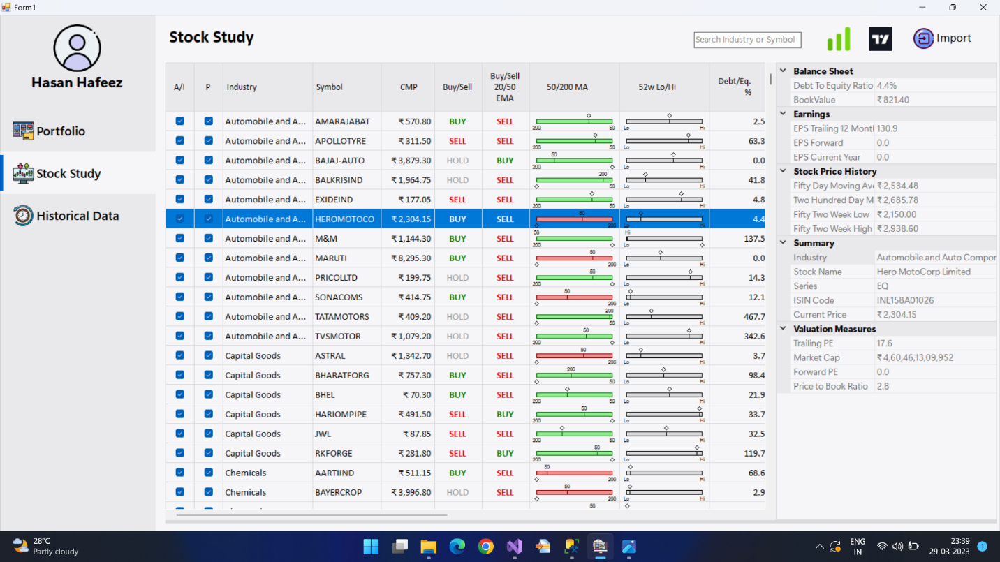 Form1
Hasan Hafeez
Portfolio
Stock Study
Historical Data
Stock Study
Search Industry or Symbol
Import
A/I P Industry Symbol CMP Buy/Sell Buy/Sell 20/50 EMA 50/200 MA 52w Lo/Hi Debt/Eq. %
Automobile and A... AMARAJABAT ₹ 570.80 BUY SELL 200 50 Lo Hi 2.5
Automobile and A... APOLLOTYRE ₹ 311.50 SELL SELL 200 50 Lo Hi 63.3
Automobile and A... BAJAJ-AUTO ₹ 3,879.30 HOLD BUY 50 200 Lo Hi 0.0
Automobile and A... BALKRISIND ₹ 1,964.75 HOLD SELL 200 50 Lo Hi 41.8
Automobile and A... EXIDEIND ₹ 177.05 SELL SELL 200 50 Lo Hi 4.8
Automobile and A... HEROMOTOCO ₹ 2,304.15 BUY SELL 50 200 Lo Hi 4.4
Automobile and A... M&M ₹ 1,144.30 BUY SELL 50 200 Hi Lo 137.5
Automobile and A... MARUTI ₹ 8,295.30 BUY SELL 50 200 Lo Hi 0.0
Automobile and A... PRICOLLTD ₹ 199.75 HOLD SELL 50 200 Lo Hi 14.3
Automobile and A... SONACOMS ₹ 414.75 BUY SELL 50 200 Lo Hi 12.1
Automobile and A... TATAMOTORS ₹ 409.20 HOLD SELL 200 50 Lo Hi 467.7
Automobile and A... TVSMOTOR ₹ 1,079.20 HOLD SELL 50 200 Lo Hi 342.6
Capital Goods ASTRAL ₹ 1,342.70 HOLD SELL 50 200 Lo Hi 3.7
Capital Goods BHARATFORG ₹ 757.30 BUY SELL 200 50 Lo Hi 98.4
Capital Goods BHEL ₹ 70.30 BUY SELL 200 50 Lo Hi 21.9
Capital Goods HARIOMPIPE ₹ 491.50 SELL BUY 50 200 Lo Hi 33.7
Capital Goods JWL ₹ 87.85 SELL SELL 200 50 Lo Hi 32.5
Capital Goods RKFORGE ₹ 281.80 SELL BUY 50 200 Lo Hi 119.7
Chemicals AARTIIND ₹ 511.15 BUY SELL 50 200 Lo Hi 68.6
Chemicals BAYERCROP ₹ 3,996.80 HOLD SELL 50 200 Lo Hi 2.9
50
Balance Sheet
Debt To Equity Ratio 4.4%
BookValue ₹ 821.40
Earnings
EPS Trailing 12 Montl 130.9
EPS Forward 0.0
EPS Current Year 0.0
Stock Price History
Fifty Day Moving Av ₹ 2,534.48
Two Hundred Day M ₹ 2,685.78
Fifty Two Week Low ₹ 2,150.00
Fifty Two Week High ₹ 2,938.60
Summary
Industry Automobile and Auto Compor
Stock Name Hero MotoCorp Limited
Series EQ
ISIN Code INE158A01026
Current Price ₹ 2,304.15
Valuation Measures
Trailing PE 17.6
Market Cap ₹ 4,60,46,13,09,952
Forward PE 0.0
Price to Book Ratio 2.8
28°C
Partly cloudy
ENG
IN
23:39
29-03-2023
1